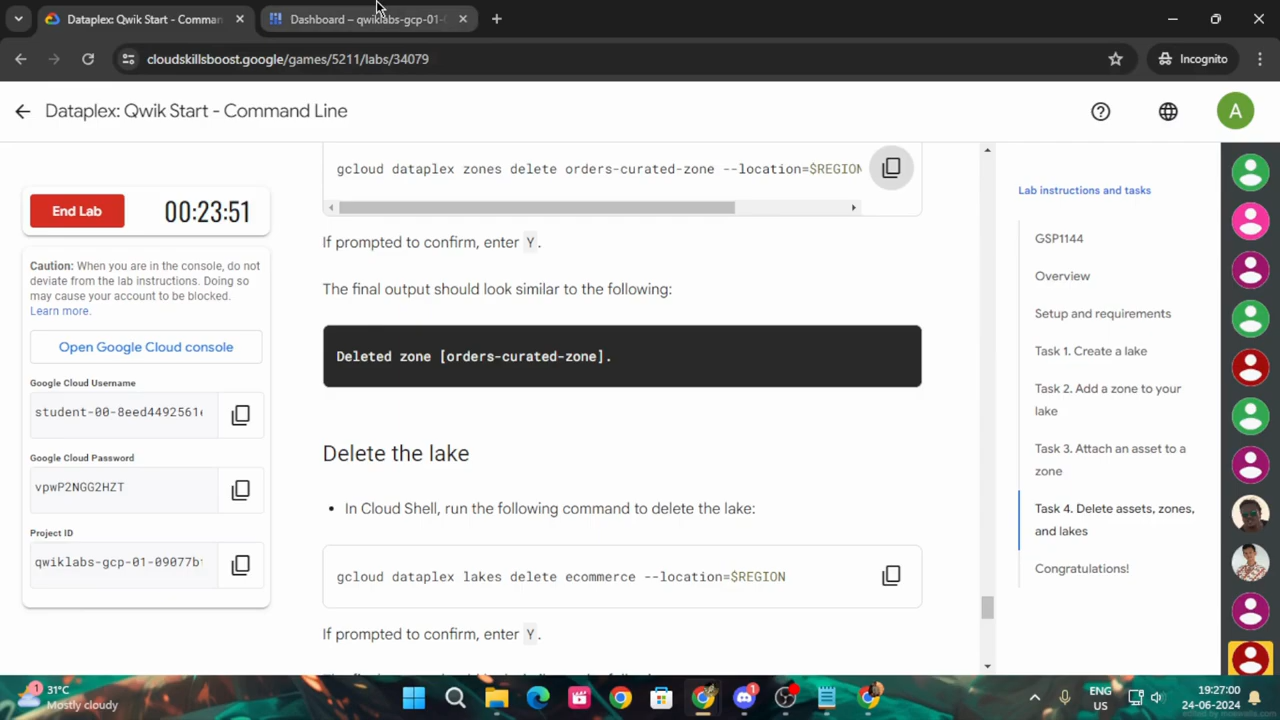 Dataplex: Qwik Start - Comman
Dashboard – qwiklabs-gcp-01-
cloudskillsboost.google/games/5211/labs/34079
Incognito
Dataplex: Qwik Start - Command Line
A
End Lab
00:23:51
Caution: When you are in the console, do not
deviate from the lab instructions. Doing so
may cause your account to be blocked.
Learn more.
Open Google Cloud console
Google Cloud Username
student-00-8eed4492561e
Google Cloud Password
vpwP2NGG2HZT
Project ID
qwiklabs-gcp-01-09077b
gcloud dataplex zones delete orders-curated-zone --location=$REGION
If prompted to confirm, enter Y.
The final output should look similar to the following:
Deleted zone [orders-curated-zone].
Delete the lake
• In Cloud Shell, run the following command to delete the lake:
gcloud dataplex lakes delete ecommerce --location=$REGION
If prompted to confirm, enter Y.
Lab instructions and tasks
GSP1144
Overview
Setup and requirements
Task 1. Create a lake
Task 2. Add a zone to your
lake
Task 3. Attach an asset to a
zone
Task 4. Delete assets, zones,
and lakes
Congratulations!
1
31°C
Mostly cloudy
1
ENG
US
19:27:00
24-06-2024